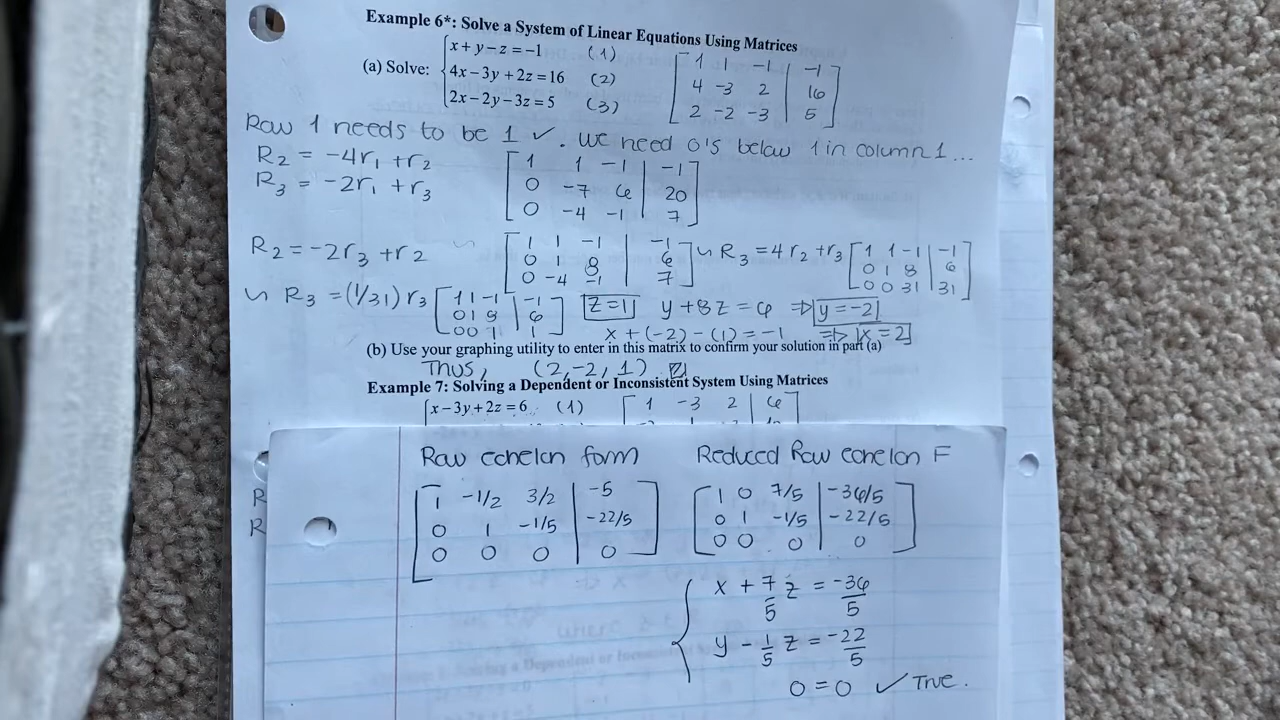 Example 6*: Solve a System of Linear Equations Using Matrices
(a) Solve: { x + y − z = −1 (1)
4x − 3y + 2z = 16 (2)
2x − 2y − 3z = 5 (3)
[ 1 1 -1 | -1
4 -3 2 | 16
2 -2 -3 | 5 ]
Row 1 needs to be 1 ✓. We need 0's below 1 in column 1...
R2 = -4r1 + r2
R3 = -2r1 + r3
[ 1 1 -1 | -1
0 -7 6 | 20
0 -4 -1 | 7 ]
R2 = -2r3 + r2 ~ [ 1 1 -1 | -1
0 1 8 | 6
0 -4 -1 | 7 ]
~ R3 = 4r2 + r3 [ 1 1 -1 | -1
0 1 8 | 6
0 0 31 | 31 ]
~ R3 = (1/31) r3 [ 1 1 -1 | -1
0 1 8 | 6
0 0 1 | 1 ]
z = 1 y + 8z = 6 ⇒ y = -2
x + (-2) - (1) = -1 ⇒ x = 2
(b) Use your graphing utility to enter in this matrix to confirm your solution in part (a)
Thus, (2, -2, 1)
Example 7: Solving a Dependent or Inconsistent System Using Matrices
{ x − 3y + 2z = 6 (1) [ 1 -3 2 | 6 ]
R
R
Row echelon form
[ 1 -1/2 3/2 | -5
0 1 -1/5 | -22/5
0 0 0 | 0 ]
Reduced Row echelon F
[ 1 0 7/5 | -36/5
0 1 -1/5 | -22/5
0 0 0 | 0 ]
{ x + 7/5 z = -36/5
y - 1/5 z = -22/5
0 = 0 ✓ True.